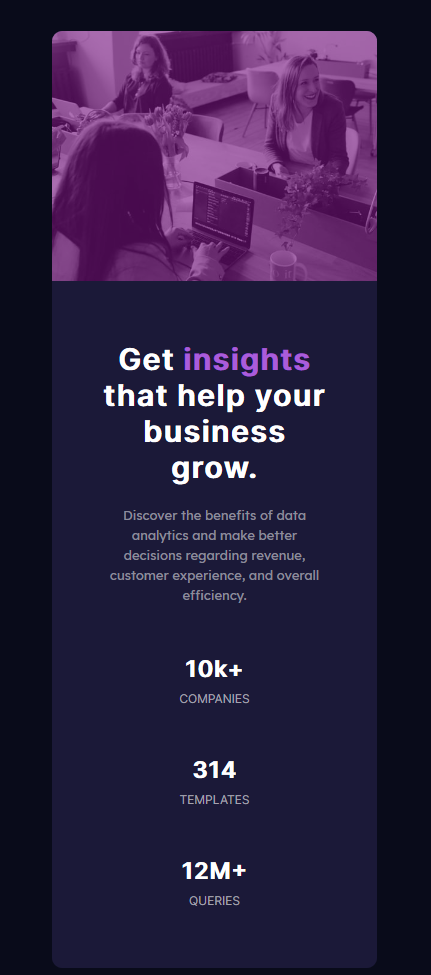 Get insights
that help your
business
grow.
Discover the benefits of data
analytics and make better
decisions regarding revenue,
customer experience, and overall
efficiency.
10k+
COMPANIES
314
TEMPLATES
12M+
QUERIES